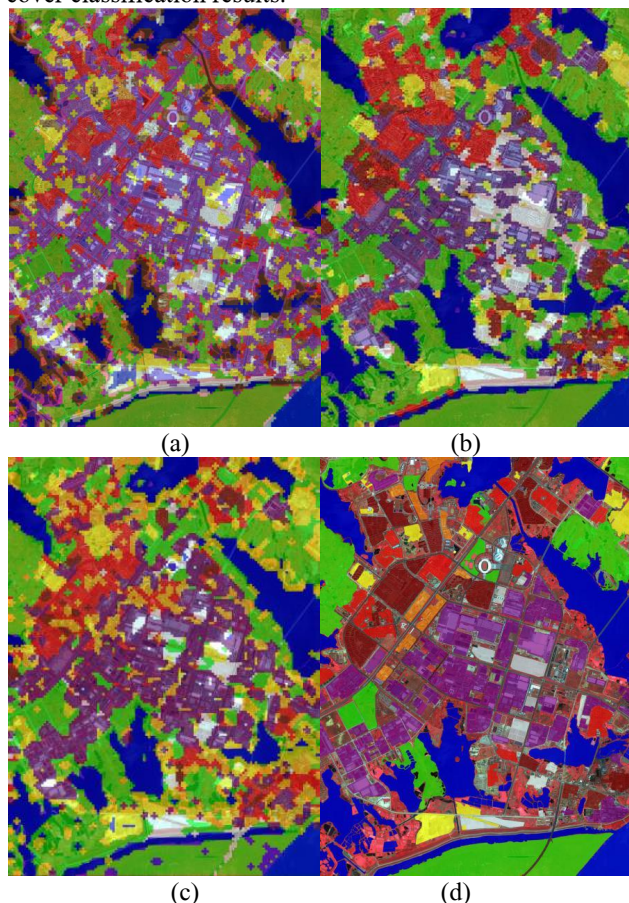 cover classification results.
(a)
(b)
(c)
(d)